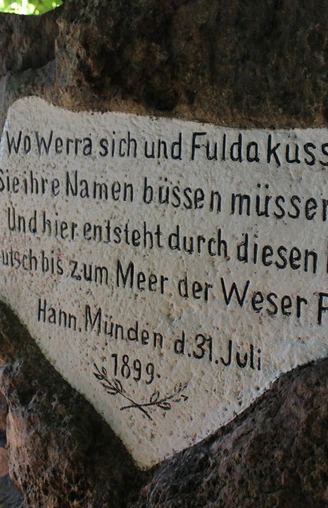 Wo Werra sich und Fulda küss
Sie ihre Namen büssen müssen
Und hier entsteht durch diesen
utsch bis zum Meer der Weser F
Hann. Münden d. 31. Juli
1899.